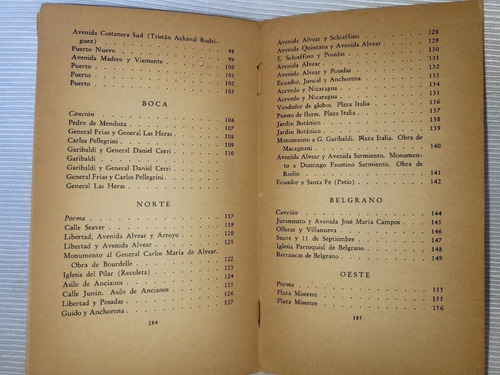 Avenida Costanera Sud (Tristán Achával Rodrí-
guez) . . . . . . . . . . 98
Puerto Nuevo . . . . . . . . . . 99
Avenida Madero y Viamonte . . . . . . . . . . 100
Puerto . . . . . . . . . . 101
Puerto . . . . . . . . . . 102
Puerto . . . . . . . . . . 103
BOCA
Canción . . . . . . . . . . 106
Pedro de Mendoza . . . . . . . . . . 107
General Frías y General Las Heras . . . . . . . . . . 108
Carlos Pellegrini . . . . . . . . . . 109
Garibaldi y General Daniel Cerri . . . . . . . . . . 110
Garibaldi . . . . . . . . . .
Garibaldi y General Daniel Cerri . . . . . . . . . .
General Frías y Carlos Pellegrini . . . . . . . . . .
General Las Heras . . . . . . . . . .
NORTE
Poema . . . . . . . . . . 117
Calle Seaver . . . . . . . . . . 119
Libertad, Avenida Alvear y Arroyo . . . . . . . . . . 120
Libertad y Avenida Alvear . . . . . . . . . . 121
Monumento al General Carlos María de Alvear.
Obra de Bourdelle . . . . . . . . . . 122
Iglesia del Pilar (Recoleta) . . . . . . . . . . 123
Asilo de Ancianos . . . . . . . . . . 124
Calle Junín. Asilo de Ancianos . . . . . . . . . . 125
Libertad y Posadas . . . . . . . . . . 126
Guido y Anchorena . . . . . . . . . . 127
184
Avenida Alvear y Schiaffino . . . . . . . . . . 128
Avenida Quintana y Avenida Alvear . . . . . . . . . . 129
E. Schiaffino y Posadas . . . . . . . . . . 130
Avenida Alvear . . . . . . . . . . 131
Avenida Alvear y Posadas . . . . . . . . . . 132
Ecuador, Juncal y Anchorena . . . . . . . . . . 133
Acevedo y Nicaragua . . . . . . . . . . 134
Acevedo y Nicaragua . . . . . . . . . . 135
Vendedor de globos. Plaza Italia . . . . . . . . . . 136
Punto de flores. Plaza Italia . . . . . . . . . . 137
Jardín Botánico . . . . . . . . . . 138
Jardín Botánico . . . . . . . . . . 139
Monumento a G. Garibaldi. Plaza Italia. Obra de
Macagnani . . . . . . . . . . 140
Avenida Alvear y Avenida Sarmiento. Monumen-
to a Domingo Faustino Sarmiento. Obra de
Rodin . . . . . . . . . . 141
Ecuador y Santa Fe (Patio) . . . . . . . . . . 142
BELGRANO
Canción . . . . . . . . . . 144
Juramento y Avenida José María Campos . . . . . . . . . . 145
Olleros y Villanueva . . . . . . . . . . 146
Sucre y 11 de Septiembre . . . . . . . . . . 147
Iglesia Parroquial de Belgrano . . . . . . . . . . 148
Barrancas de Belgrano . . . . . . . . . . 149
OESTE
Poema . . . . . . . . . . 153
Plaza Miserere . . . . . . . . . . 155
Plaza Miserere . . . . . . . . . . 156
185